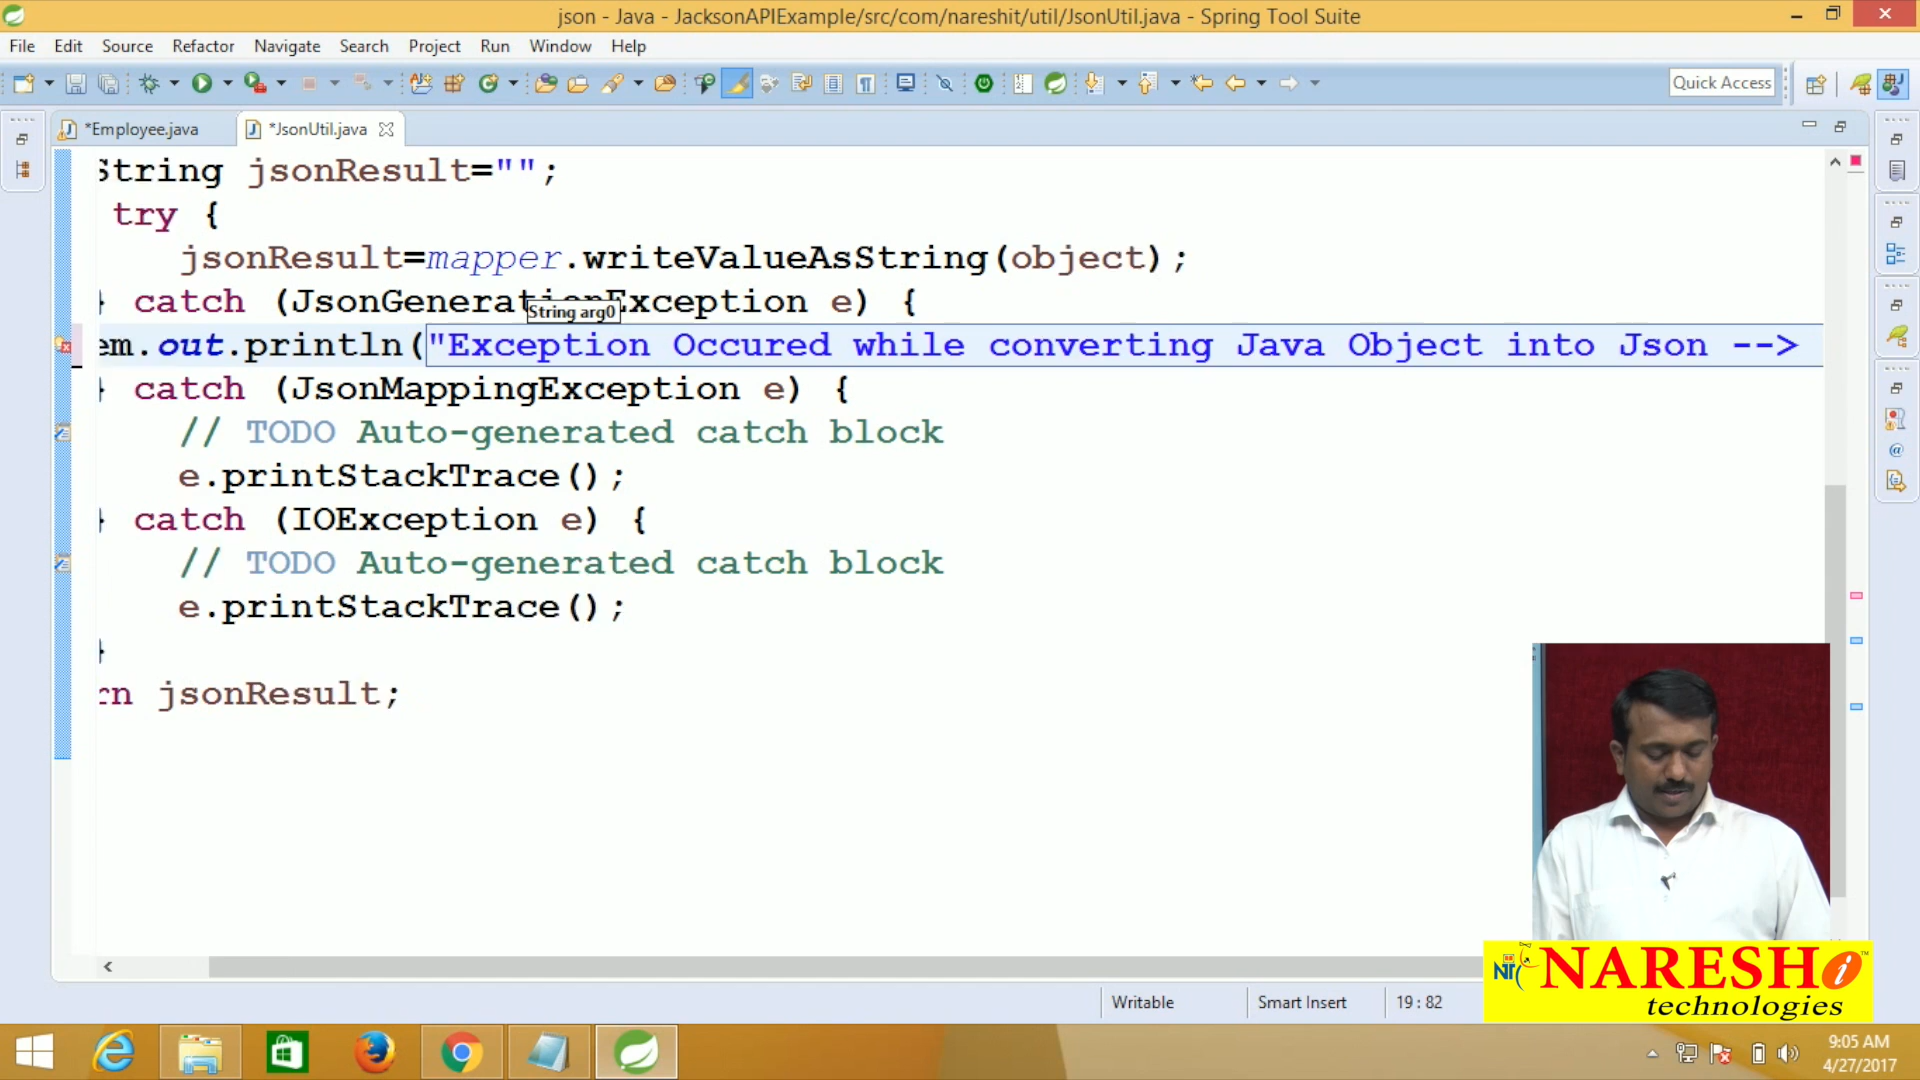 json - Java - JacksonAPIExample/src/com/nareshit/util/JsonUtil.java - Spring Tool Suite
File Edit Source Refactor Navigate Search Project Run Window Help
Quick Access
*Employee.java *JsonUtil.java
String jsonResult="";
try {
jsonResult=mapper.writeValueAsString(object);
} catch (JsonGenerationException e) {
String arg0
em.out.println("Exception Occured while converting Java Object into Json -->
} catch (JsonMappingException e) {
// TODO Auto-generated catch block
e.printStackTrace();
} catch (IOException e) {
// TODO Auto-generated catch block
e.printStackTrace();
}
rn jsonResult;
Writable Smart Insert 19 : 82
NARESH i
technologies
9:05 AM
4/27/2017